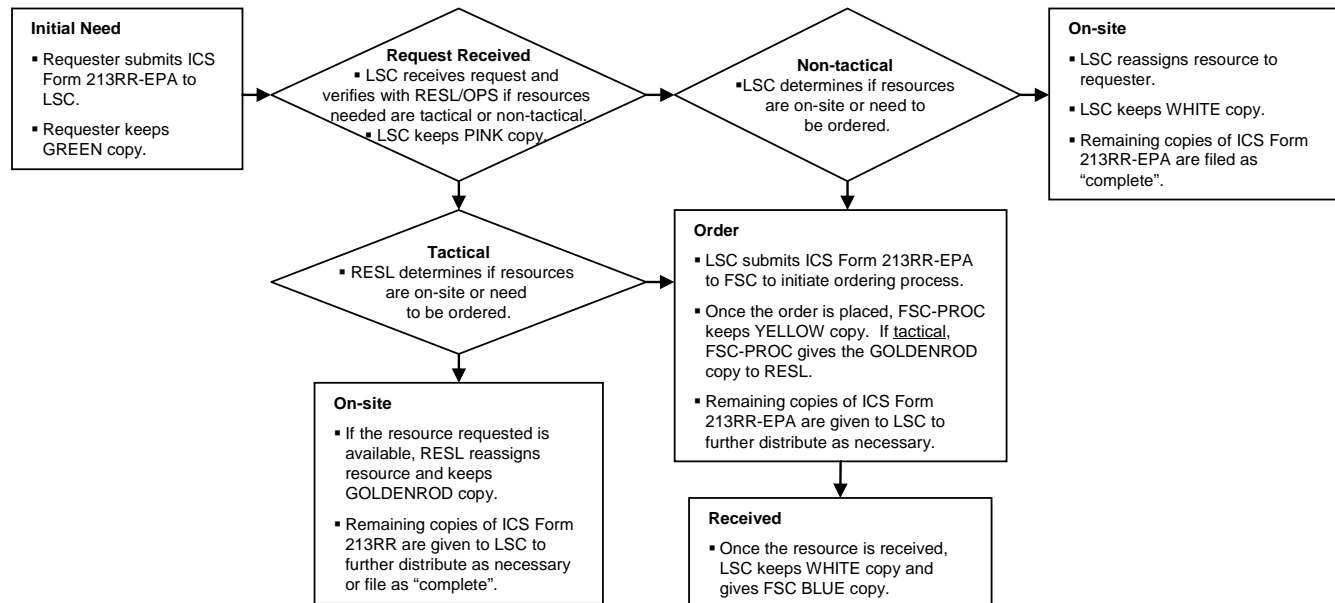 Initial Need
▪ Requester submits ICS
Form 213RR-EPA to
LSC.
▪ Requester keeps
GREEN copy.
Request Received
▪ LSC receives request and
verifies with RESL/OPS if resources
needed are tactical or non-tactical.
▪ LSC keeps PINK copy.
Non-tactical
▪LSC determines if resources
are on-site or need to
be ordered.
On-site
▪ LSC reassigns resource to
requester.
▪ LSC keeps WHITE copy.
▪ Remaining copies of ICS Form
213RR-EPA are filed as
“complete”.
Tactical
▪ RESL determines if resources
are on-site or need
to be ordered.
Order
▪ LSC submits ICS Form 213RR-EPA
to FSC to initiate ordering process.
▪ Once the order is placed, FSC-PROC
keeps YELLOW copy. If tactical,
FSC-PROC gives the GOLDENROD
copy to RESL.
▪ Remaining copies of ICS Form
213RR-EPA are given to LSC to
further distribute as necessary.
On-site
▪ If the resource requested is
available, RESL reassigns
resource and keeps
GOLDENROD copy.
▪ Remaining copies of ICS Form
213RR are given to LSC to
further distribute as necessary
or file as “complete”.
Received
▪ Once the resource is received,
LSC keeps WHITE copy and
gives FSC BLUE copy.